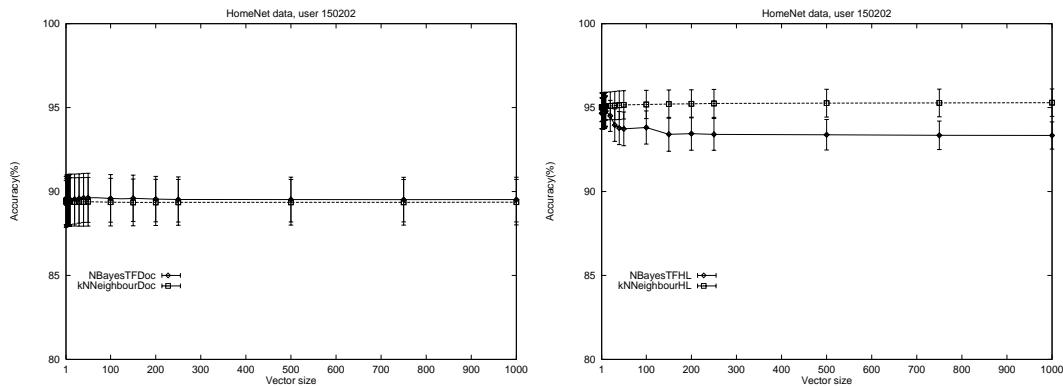 HomeNet data, user 150202
100
95
90
85
80
Accuracy(%)
NBayesTFDoc
kNNeighbourDoc
1 100 200 300 400 500 600 700 800 900 1000
Vector size
HomeNet data, user 150202
100
95
90
85
80
Accuracy(%)
NBayesTFHL
kNNeighbourHL
1 100 200 300 400 500 600 700 800 900 1000
Vector size